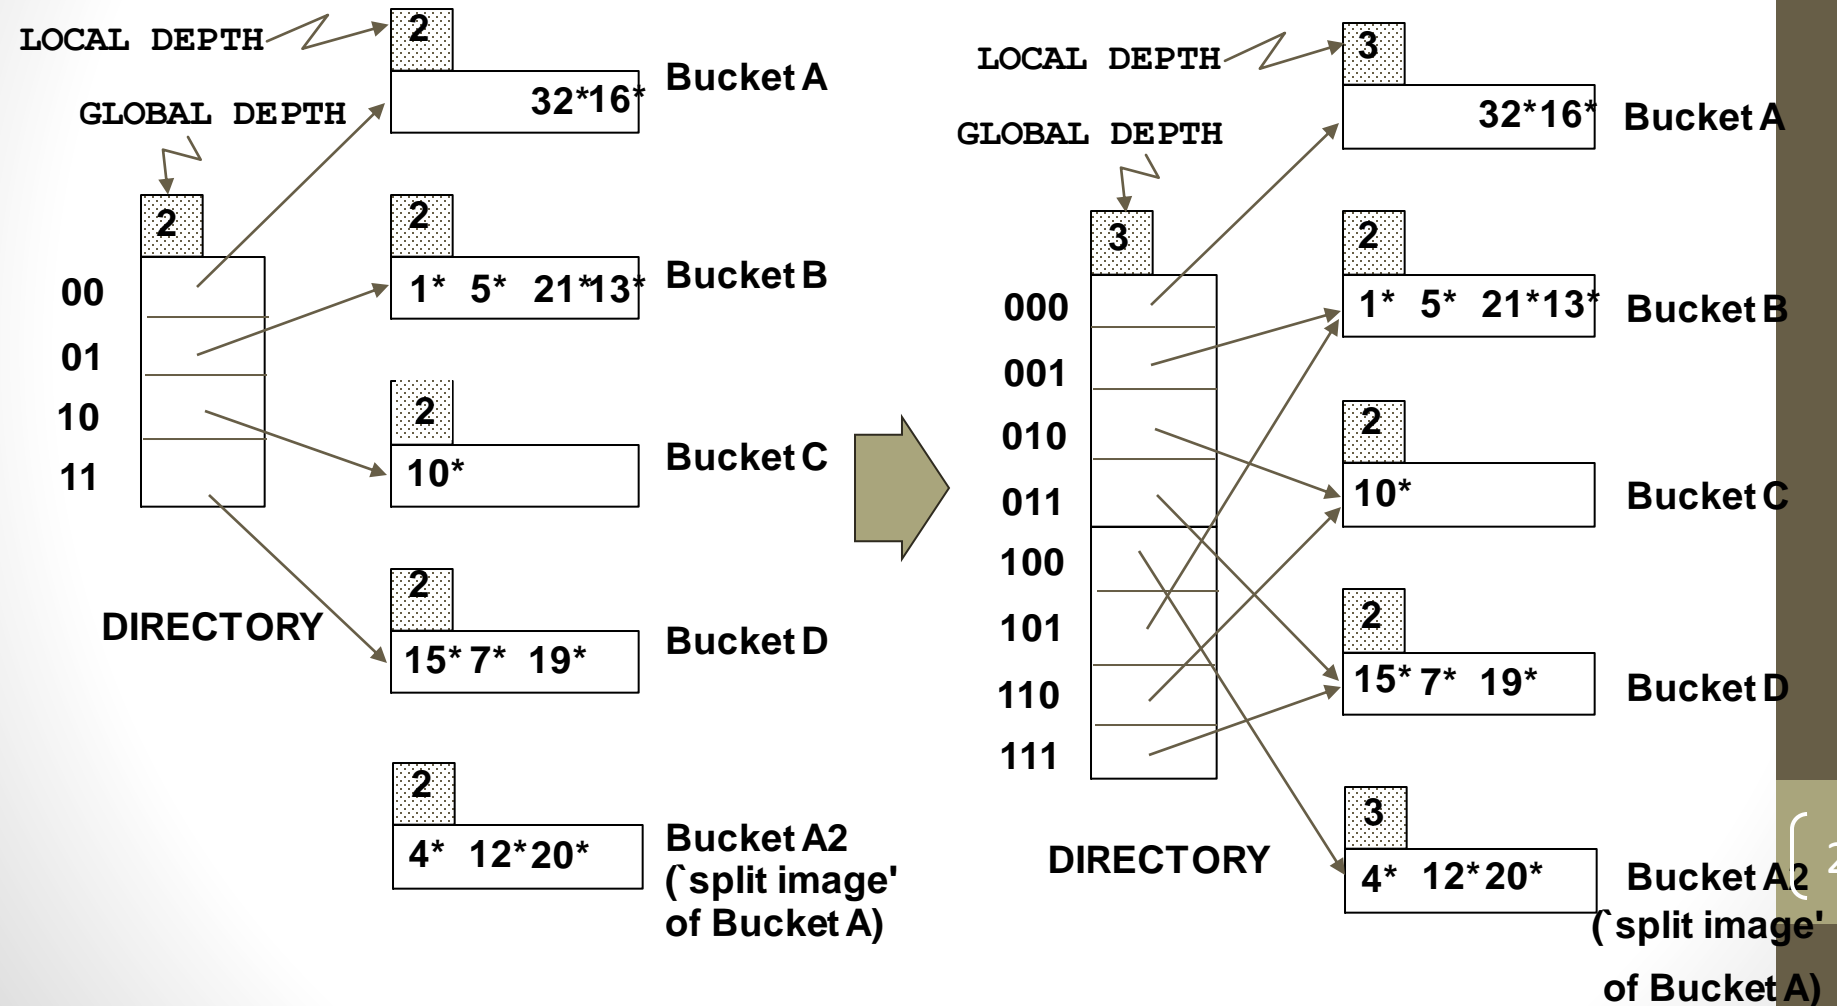 LOCAL DEPTH
2
32*16*
Bucket A
GLOBAL DEPTH
2
2
1* 5* 21*13*
Bucket B
00
01
10
11
2
10*
Bucket C
DIRECTORY
2
15* 7* 19*
Bucket D
2
4* 12*20*
Bucket A2
(`split image'
of Bucket A)
LOCAL DEPTH
3
32*16*
Bucket A
GLOBAL DEPTH
3
2
1* 5* 21*13*
Bucket B
000
001
010
011
100
101
110
111
2
10*
Bucket C
2
15* 7* 19*
Bucket D
DIRECTORY
3
4* 12*20*
Bucket A2
(`split image'
of Bucket A)
2